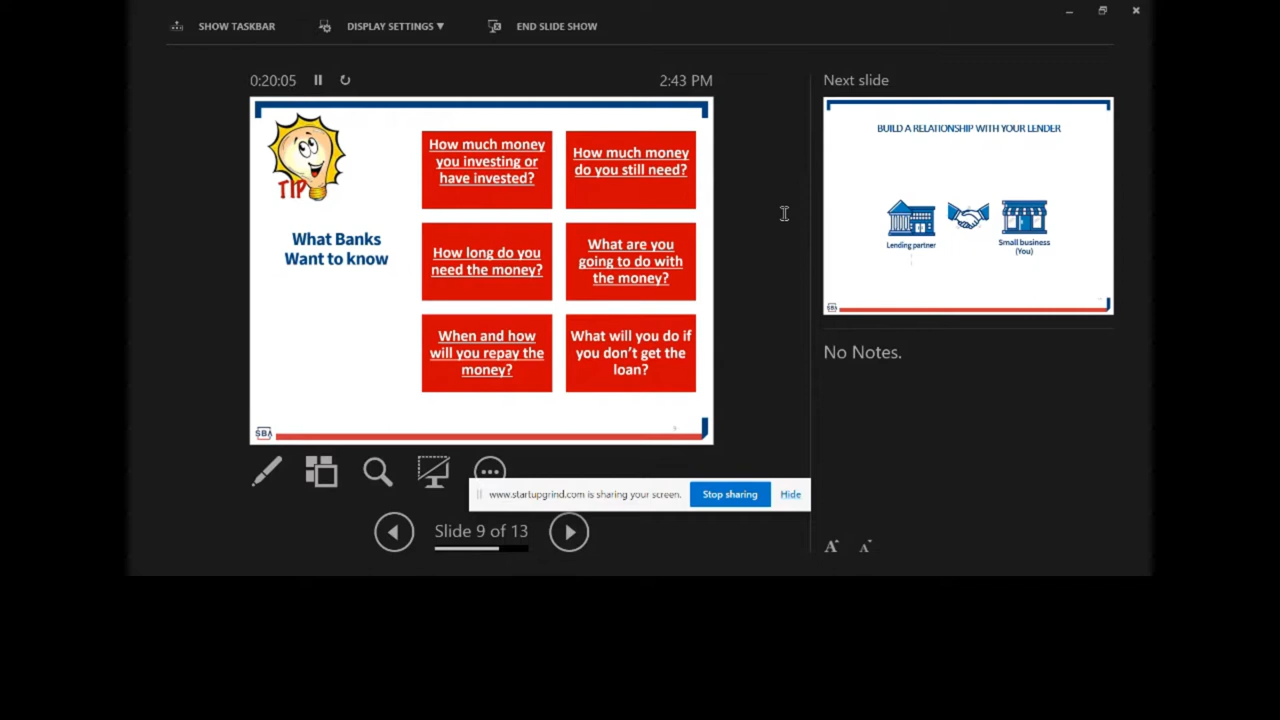 SHOW TASKBAR
DISPLAY SETTINGS ▼
END SLIDE SHOW
0:20:05
2:43 PM
TIP
What Banks
Want to know
How much money
you investing or
have invested?
How much money
do you still need?
How long do you
need the money?
What are you
going to do with
the money?
When and how
will you repay the
money?
What will you do if
you don't get the
loan?
SBA
www.startupgrind.com is sharing your screen.
Stop sharing
Hide
Slide 9 of 13
Next slide
BUILD A RELATIONSHIP WITH YOUR LENDER
Lending partner
Small business
(You)
SBA
No Notes.
A
A